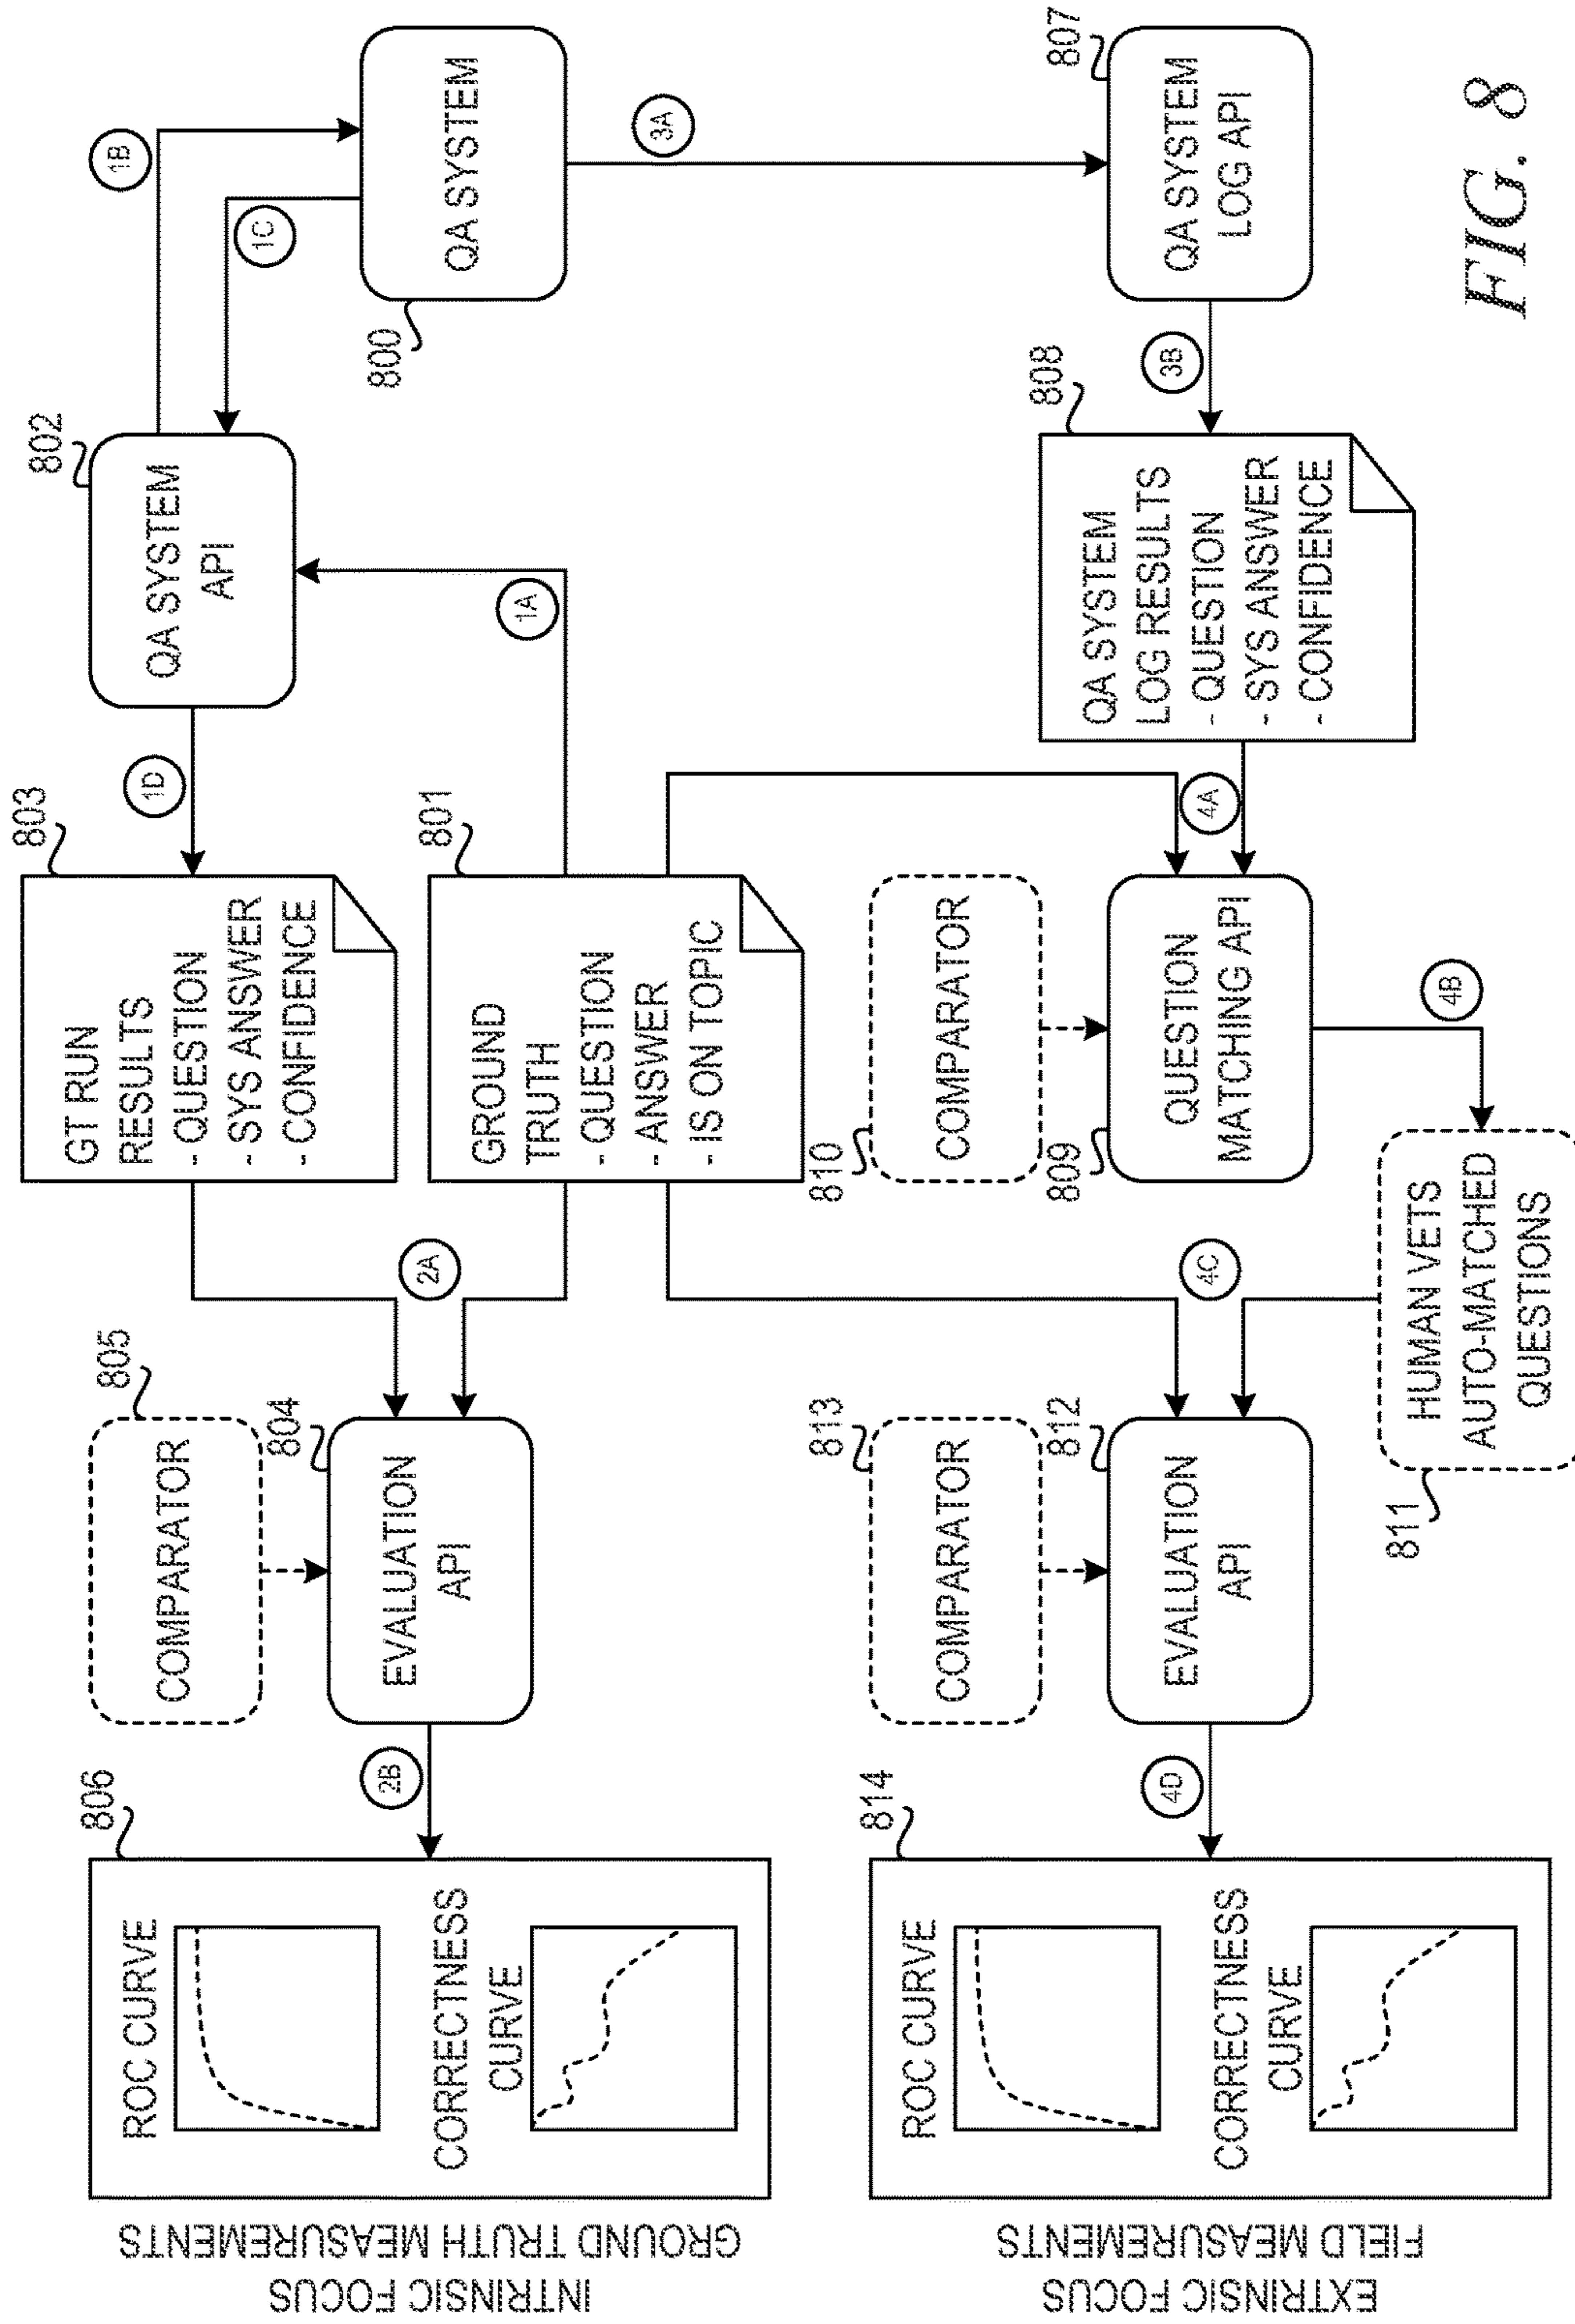 INTRINSIC FOCUS
GROUND TRUTH MEASUREMENTS
806
ROC CURVE
CORRECTNESS
CURVE
2B
805
COMPARATOR
804
EVALUATION
API
2A
803
GT RUN
RESULTS
- QUESTION
- SYS ANSWER
- CONFIDENCE
801
GROUND
TRUTH
- QUESTION
- ANSWER
- IS ON TOPIC
1D
1A
802
QA SYSTEM
API
1B
1C
800
QA SYSTEM
3A
EXTRINSIC FOCUS
FIELD MEASUREMENTS
814
ROC CURVE
CORRECTNESS
CURVE
4D
813
COMPARATOR
812
EVALUATION
API
4C
811
HUMAN VETS
AUTO-MATCHED
QUESTIONS
4B
810
COMPARATOR
809
QUESTION
MATCHING API
4A
808
QA SYSTEM
LOG RESULTS
- QUESTION
- SYS ANSWER
- CONFIDENCE
3B
807
QA SYSTEM
LOG API
FIG. 8